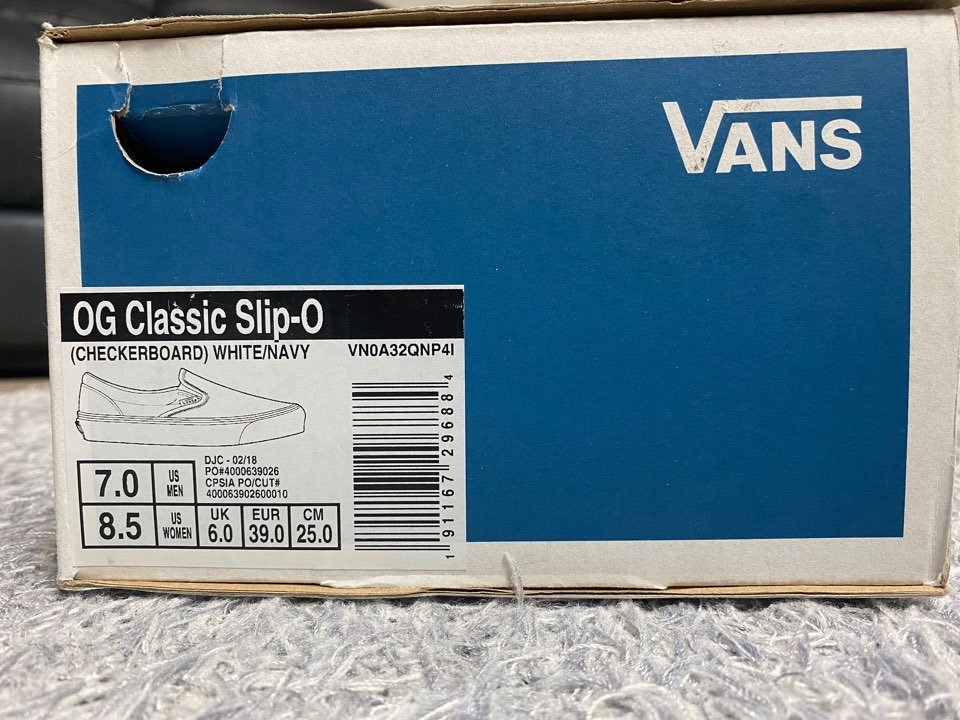 VANS
OG Classic Slip-O
(CHECKERBOARD) WHITE/NAVY VN0A32QNP4I
DJC - 02/18
PO#4000639026
CPSIA PO/CUT#
400063902600010
7.0 US MEN
8.5 US WOMEN
UK 6.0
EUR 39.0
CM 25.0
1 91167 29688 4